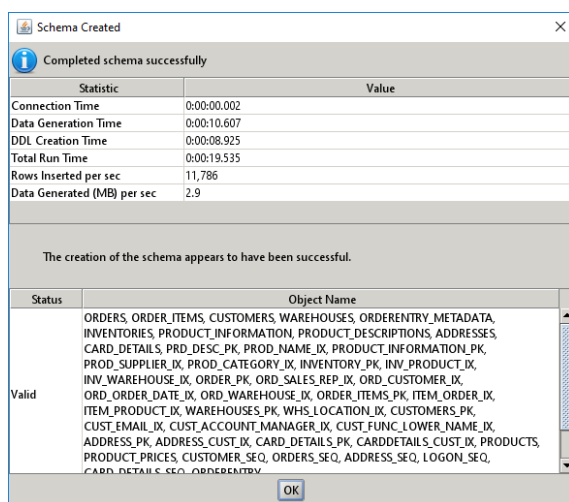 Schema Created
Completed schema successfully
Statistic Value
Connection Time 0:00:00.002
Data Generation Time 0:00:10.607
DDL Creation Time 0:00:08.925
Total Run Time 0:00:19.535
Rows Inserted per sec 11,786
Data Generated (MB) per sec 2.9
The creation of the schema appears to have been successful.
Status Object Name
ORDERS, ORDER_ITEMS, CUSTOMERS, WAREHOUSES, ORDERENTRY_METADATA,
INVENTORIES, PRODUCT_INFORMATION, PRODUCT_DESCRIPTIONS, ADDRESSES,
CARD_DETAILS, PRD_DESC_PK, PROD_NAME_IX, PRODUCT_INFORMATION_PK,
PROD_SUPPLIER_IX, PROD_CATEGORY_IX, INVENTORY_PK, INV_PRODUCT_IX,
INV_WAREHOUSE_IX, ORDER_PK, ORD_SALES_REP_IX, ORD_CUSTOMER_IX,
ORD_ORDER_DATE_IX, ORD_WAREHOUSE_IX, ORDER_ITEMS_PK, ITEM_ORDER_IX,
Valid ITEM_PRODUCT_IX, WAREHOUSES_PK, WHS_LOCATION_IX, CUSTOMERS_PK,
CUST_EMAIL_IX, CUST_ACCOUNT_MANAGER_IX, CUST_FUNC_LOWER_NAME_IX,
ADDRESS_PK, ADDRESS_CUST_IX, CARD_DETAILS_PK, CARDDETAILS_CUST_IX, PRODUCTS,
PRODUCT_PRICES, CUSTOMER_SEQ, ORDERS_SEQ, ADDRESS_SEQ, LOGON_SEQ,
CARD_DETAILS_SEQ, ORDERENTRY
OK